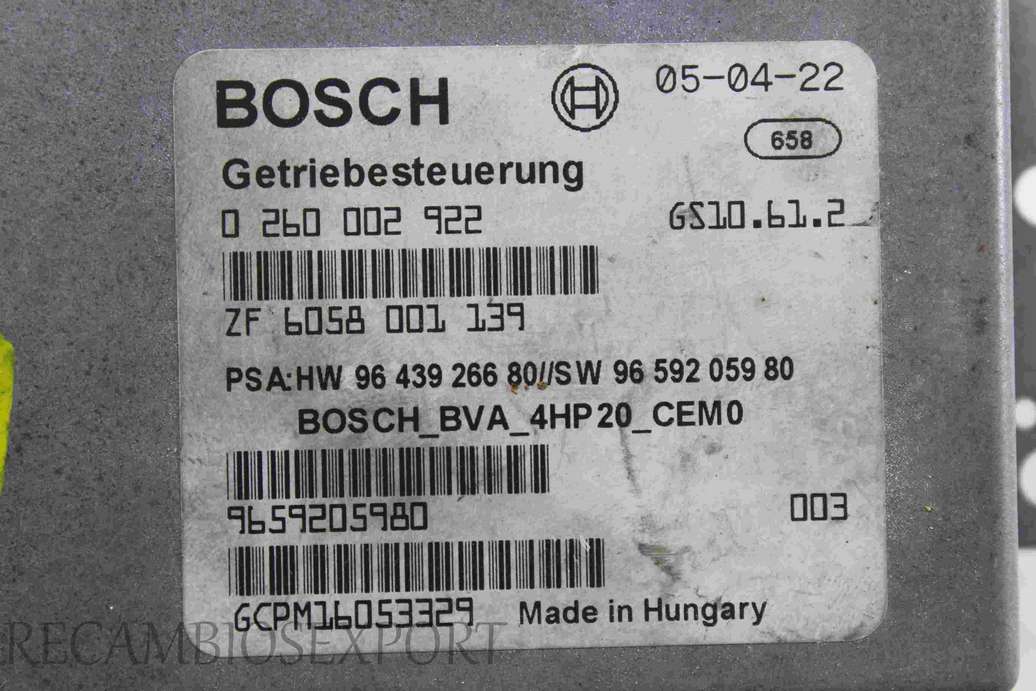 BOSCH 05-04-22
658
Getriebesteuerung
0 260 002 922 GS10.61.2
ZF 6058 001 139
PSA:HW 96 439 266 80//SW 96 592 059 80
BOSCH_BVA_4HP20_CEM0
9659205980 003
GCPM16053329 Made in Hungary
RECAMBIOSEXPORT